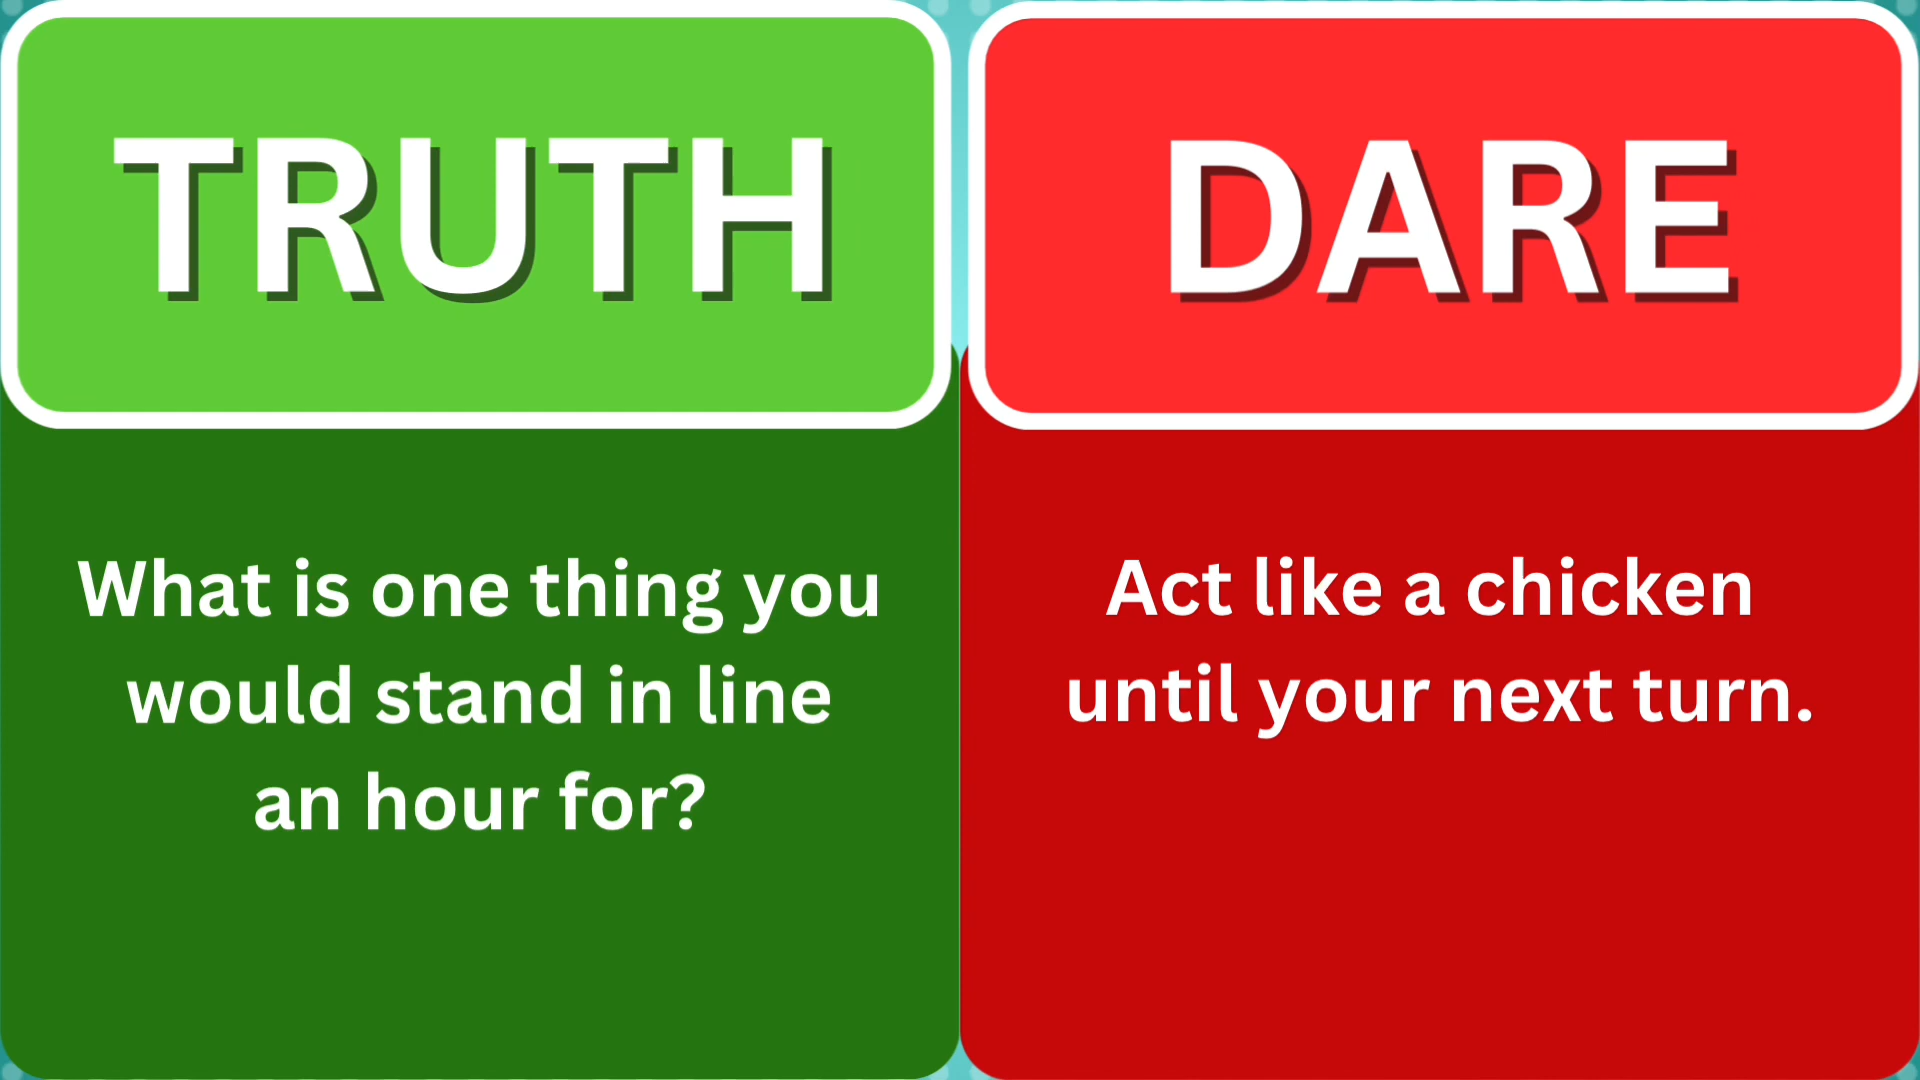 TRUTH
What is one thing you
would stand in line
an hour for?
DARE
Act like a chicken
until your next turn.